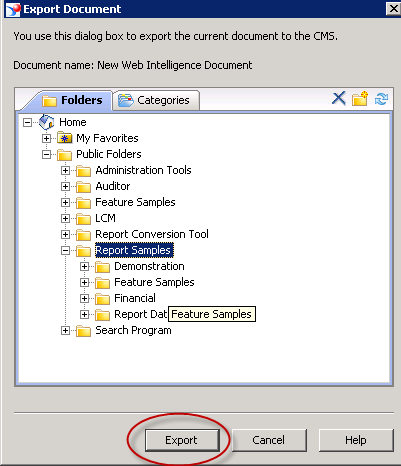 Export Document
You use this dialog box to export the current document to the CMS.
Document name: New Web Intelligence Document
Folders Categories
Home
My Favorites
Public Folders
Administration Tools
Auditor
Feature Samples
LCM
Report Conversion Tool
Report Samples
Demonstration
Feature Samples
Financial
Report Dat Feature Samples
Search Program
Export Cancel Help